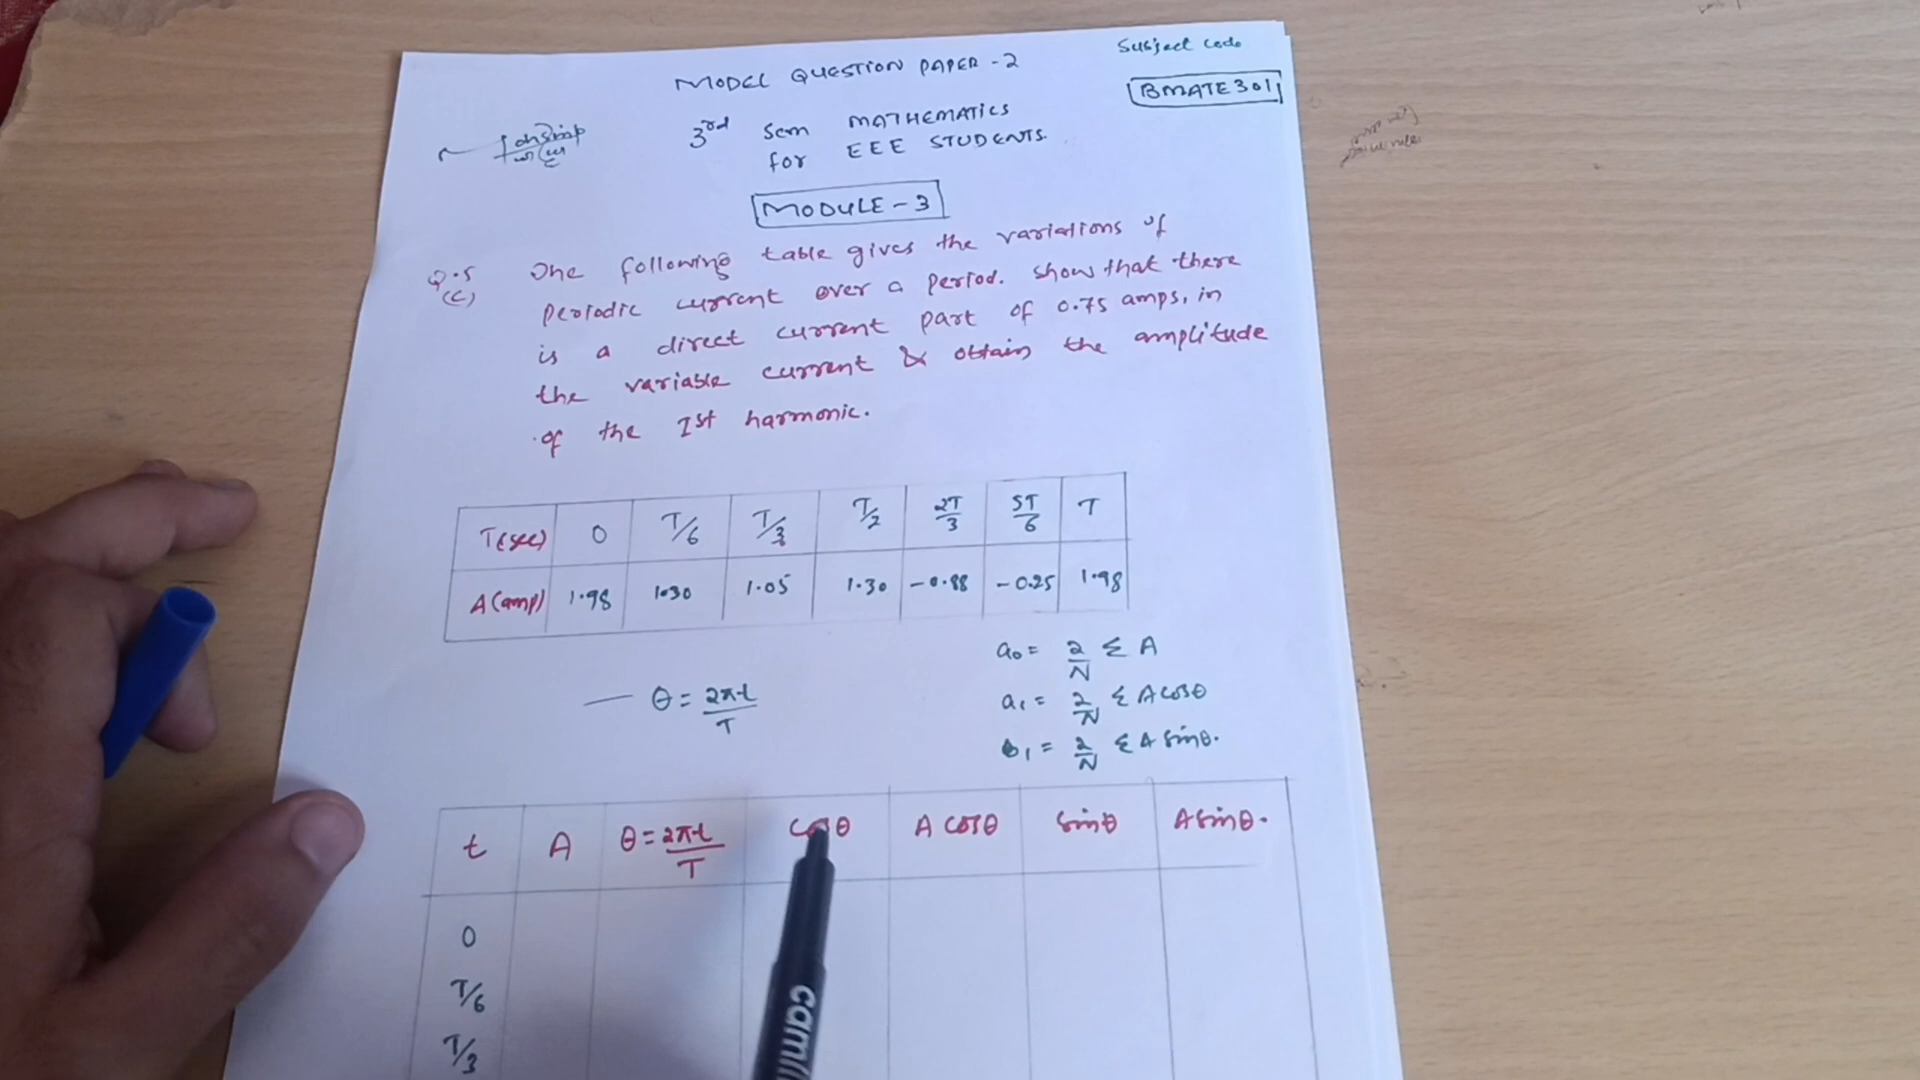 MODEL QUESTION PAPER - 2
Subject Code
BMATE301
3rd Sem MATHEMATICS
for EEE STUDENTS.
MODULE - 3
Q.5 The following table gives the variations of
(c) periodic current over a period. Show that there
is a direct current part of 0.75 amps, in
the variable current & obtain the amplitude
of the 1st harmonic.
T(sec) 0 T/6 T/3 T/2 2T/3 5T/6 T
A(amp) 1.98 1.30 1.05 1.30 -0.88 -0.25 1.98
a0 = 2/N Σ A
θ = 2πt/T
a1 = 2/N Σ A cosθ
b1 = 2/N Σ A sinθ.
t A θ = 2πt/T cosθ A cosθ sinθ A sinθ.
0
T/6
T/3
caml